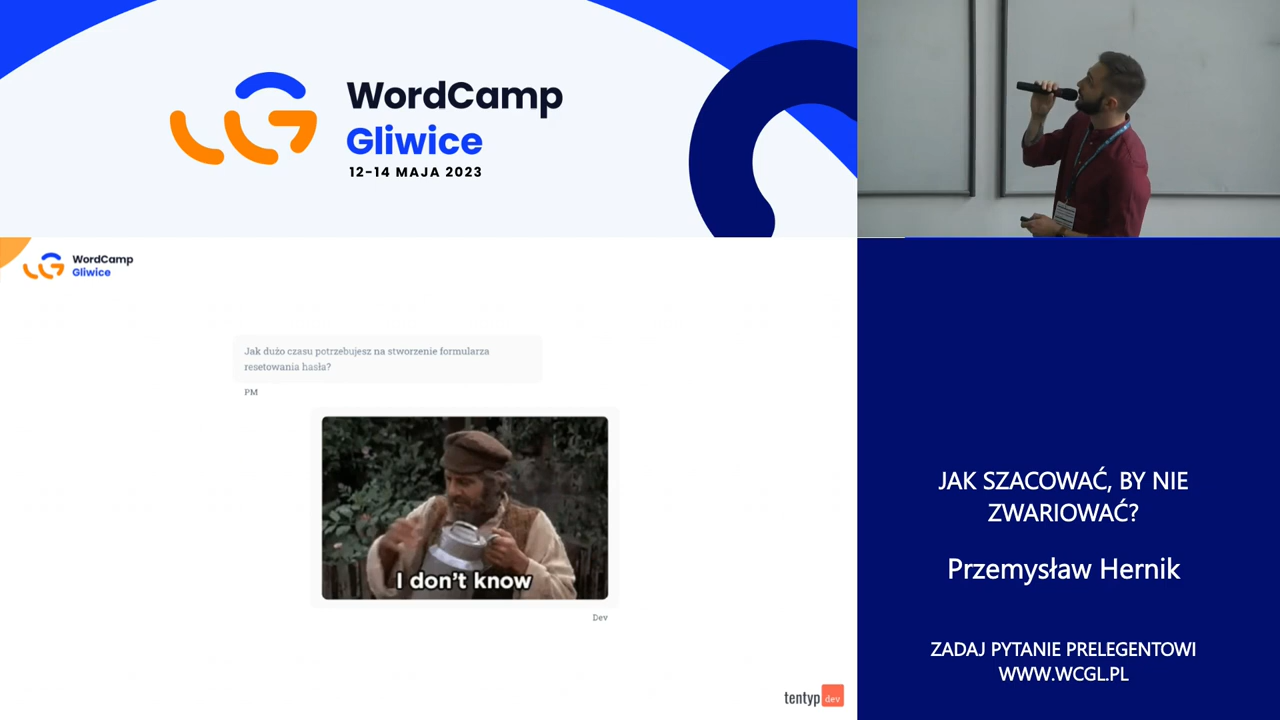 WordCamp
Gliwice
12-14 MAJA 2023
WordCamp
Gliwice
Jak dużo czasu potrzebujesz na stworzenie formularza
resetowania hasła?
PM
I don't know
Dev
tentyp dev
JAK SZACOWAĆ, BY NIE
ZWARIOWAĆ?
Przemysław Hernik
ZADAJ PYTANIE PRELEGENTOWI
WWW.WCGL.PL